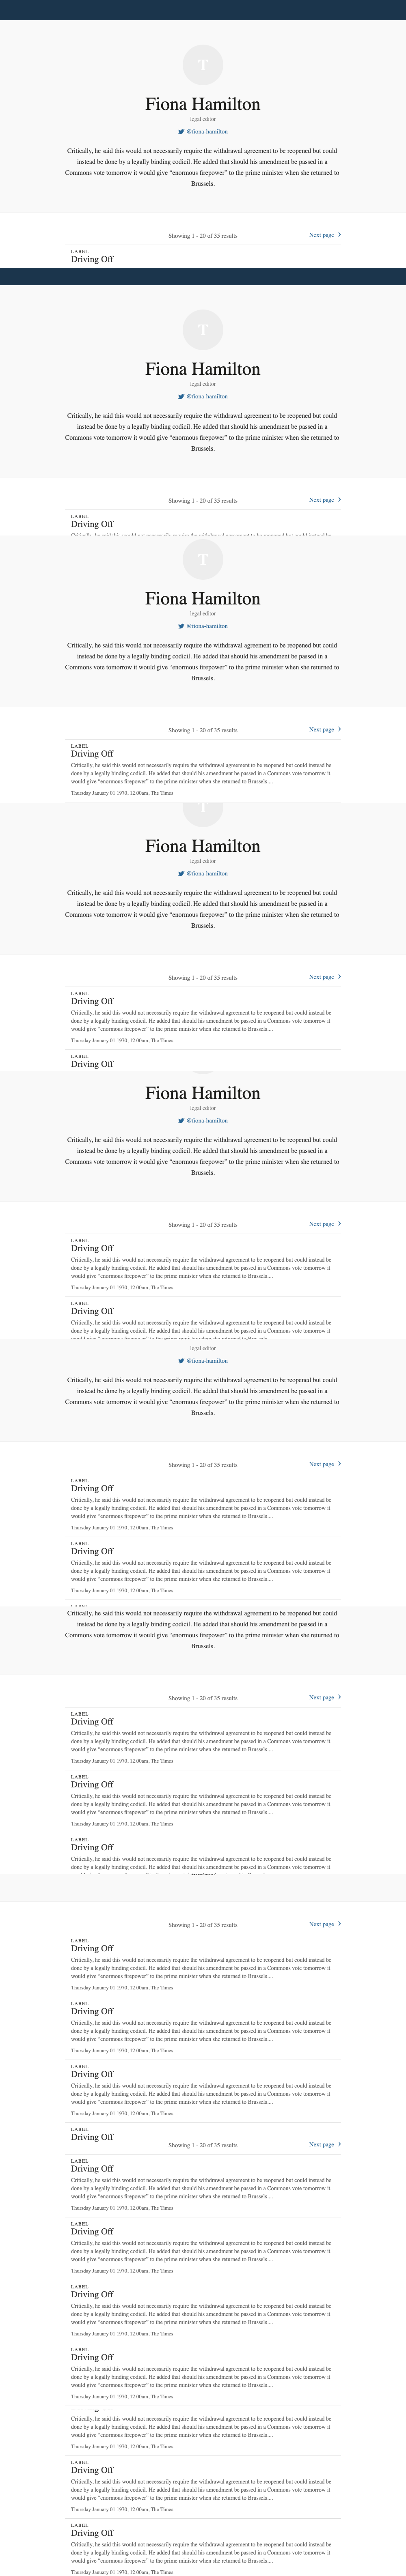 T
Fiona Hamilton
legal editor
@fiona-hamilton
Critically, he said this would not necessarily require the withdrawal agreement to be reopened but could
instead be done by a legally binding codicil. He added that should his amendment be passed in a
Commons vote tomorrow it would give “enormous firepower” to the prime minister when she returned to
Brussels.
Showing 1 - 20 of 35 results
Next page
LABEL
Driving Off
T
Fiona Hamilton
legal editor
@fiona-hamilton
Critically, he said this would not necessarily require the withdrawal agreement to be reopened but could
instead be done by a legally binding codicil. He added that should his amendment be passed in a
Commons vote tomorrow it would give “enormous firepower” to the prime minister when she returned to
Brussels.
Showing 1 - 20 of 35 results
Next page
LABEL
Driving Off
T
Fiona Hamilton
legal editor
@fiona-hamilton
Critically, he said this would not necessarily require the withdrawal agreement to be reopened but could
instead be done by a legally binding codicil. He added that should his amendment be passed in a
Commons vote tomorrow it would give “enormous firepower” to the prime minister when she returned to
Brussels.
Showing 1 - 20 of 35 results
Next page
LABEL
Driving Off
Critically, he said this would not necessarily require the withdrawal agreement to be reopened but could instead be
done by a legally binding codicil. He added that should his amendment be passed in a Commons vote tomorrow it
would give “enormous firepower” to the prime minister when she returned to Brussels....
Thursday January 01 1970, 12.00am, The Times
Fiona Hamilton
legal editor
@fiona-hamilton
Critically, he said this would not necessarily require the withdrawal agreement to be reopened but could
instead be done by a legally binding codicil. He added that should his amendment be passed in a
Commons vote tomorrow it would give “enormous firepower” to the prime minister when she returned to
Brussels.
Showing 1 - 20 of 35 results
Next page
LABEL
Driving Off
Critically, he said this would not necessarily require the withdrawal agreement to be reopened but could instead be
done by a legally binding codicil. He added that should his amendment be passed in a Commons vote tomorrow it
would give “enormous firepower” to the prime minister when she returned to Brussels....
Thursday January 01 1970, 12.00am, The Times
LABEL
Driving Off
Fiona Hamilton
legal editor
@fiona-hamilton
Critically, he said this would not necessarily require the withdrawal agreement to be reopened but could
instead be done by a legally binding codicil. He added that should his amendment be passed in a
Commons vote tomorrow it would give “enormous firepower” to the prime minister when she returned to
Brussels.
Showing 1 - 20 of 35 results
Next page
LABEL
Driving Off
Critically, he said this would not necessarily require the withdrawal agreement to be reopened but could instead be
done by a legally binding codicil. He added that should his amendment be passed in a Commons vote tomorrow it
would give “enormous firepower” to the prime minister when she returned to Brussels....
Thursday January 01 1970, 12.00am, The Times
LABEL
Driving Off
Critically, he said this would not necessarily require the withdrawal agreement to be reopened but could instead be
done by a legally binding codicil. He added that should his amendment be passed in a Commons vote tomorrow it
legal editor
@fiona-hamilton
Critically, he said this would not necessarily require the withdrawal agreement to be reopened but could
instead be done by a legally binding codicil. He added that should his amendment be passed in a
Commons vote tomorrow it would give “enormous firepower” to the prime minister when she returned to
Brussels.
Showing 1 - 20 of 35 results
Next page
LABEL
Driving Off
Critically, he said this would not necessarily require the withdrawal agreement to be reopened but could instead be
done by a legally binding codicil. He added that should his amendment be passed in a Commons vote tomorrow it
would give “enormous firepower” to the prime minister when she returned to Brussels....
Thursday January 01 1970, 12.00am, The Times
LABEL
Driving Off
Critically, he said this would not necessarily require the withdrawal agreement to be reopened but could instead be
done by a legally binding codicil. He added that should his amendment be passed in a Commons vote tomorrow it
would give “enormous firepower” to the prime minister when she returned to Brussels....
Thursday January 01 1970, 12.00am, The Times
Critically, he said this would not necessarily require the withdrawal agreement to be reopened but could
instead be done by a legally binding codicil. He added that should his amendment be passed in a
Commons vote tomorrow it would give “enormous firepower” to the prime minister when she returned to
Brussels.
Showing 1 - 20 of 35 results
Next page
LABEL
Driving Off
Critically, he said this would not necessarily require the withdrawal agreement to be reopened but could instead be
done by a legally binding codicil. He added that should his amendment be passed in a Commons vote tomorrow it
would give “enormous firepower” to the prime minister when she returned to Brussels....
Thursday January 01 1970, 12.00am, The Times
LABEL
Driving Off
Critically, he said this would not necessarily require the withdrawal agreement to be reopened but could instead be
done by a legally binding codicil. He added that should his amendment be passed in a Commons vote tomorrow it
would give “enormous firepower” to the prime minister when she returned to Brussels....
Thursday January 01 1970, 12.00am, The Times
LABEL
Driving Off
Critically, he said this would not necessarily require the withdrawal agreement to be reopened but could instead be
done by a legally binding codicil. He added that should his amendment be passed in a Commons vote tomorrow it
Showing 1 - 20 of 35 results
Next page
LABEL
Driving Off
Critically, he said this would not necessarily require the withdrawal agreement to be reopened but could instead be
done by a legally binding codicil. He added that should his amendment be passed in a Commons vote tomorrow it
would give “enormous firepower” to the prime minister when she returned to Brussels....
Thursday January 01 1970, 12.00am, The Times
LABEL
Driving Off
Critically, he said this would not necessarily require the withdrawal agreement to be reopened but could instead be
done by a legally binding codicil. He added that should his amendment be passed in a Commons vote tomorrow it
would give “enormous firepower” to the prime minister when she returned to Brussels....
Thursday January 01 1970, 12.00am, The Times
LABEL
Driving Off
Critically, he said this would not necessarily require the withdrawal agreement to be reopened but could instead be
done by a legally binding codicil. He added that should his amendment be passed in a Commons vote tomorrow it
would give “enormous firepower” to the prime minister when she returned to Brussels....
Thursday January 01 1970, 12.00am, The Times
LABEL
Driving Off
Showing 1 - 20 of 35 results
Next page
LABEL
Driving Off
Critically, he said this would not necessarily require the withdrawal agreement to be reopened but could instead be
done by a legally binding codicil. He added that should his amendment be passed in a Commons vote tomorrow it
would give “enormous firepower” to the prime minister when she returned to Brussels....
Thursday January 01 1970, 12.00am, The Times
LABEL
Driving Off
Critically, he said this would not necessarily require the withdrawal agreement to be reopened but could instead be
done by a legally binding codicil. He added that should his amendment be passed in a Commons vote tomorrow it
would give “enormous firepower” to the prime minister when she returned to Brussels....
Thursday January 01 1970, 12.00am, The Times
LABEL
Driving Off
Critically, he said this would not necessarily require the withdrawal agreement to be reopened but could instead be
done by a legally binding codicil. He added that should his amendment be passed in a Commons vote tomorrow it
would give “enormous firepower” to the prime minister when she returned to Brussels....
Thursday January 01 1970, 12.00am, The Times
LABEL
Driving Off
Critically, he said this would not necessarily require the withdrawal agreement to be reopened but could instead be
done by a legally binding codicil. He added that should his amendment be passed in a Commons vote tomorrow it
would give “enormous firepower” to the prime minister when she returned to Brussels....
Thursday January 01 1970, 12.00am, The Times
Critically, he said this would not necessarily require the withdrawal agreement to be reopened but could instead be
done by a legally binding codicil. He added that should his amendment be passed in a Commons vote tomorrow it
would give “enormous firepower” to the prime minister when she returned to Brussels....
Thursday January 01 1970, 12.00am, The Times
LABEL
Driving Off
Critically, he said this would not necessarily require the withdrawal agreement to be reopened but could instead be
done by a legally binding codicil. He added that should his amendment be passed in a Commons vote tomorrow it
would give “enormous firepower” to the prime minister when she returned to Brussels....
Thursday January 01 1970, 12.00am, The Times
LABEL
Driving Off
Critically, he said this would not necessarily require the withdrawal agreement to be reopened but could instead be
done by a legally binding codicil. He added that should his amendment be passed in a Commons vote tomorrow it
would give “enormous firepower” to the prime minister when she returned to Brussels....
Thursday January 01 1970, 12.00am, The Times